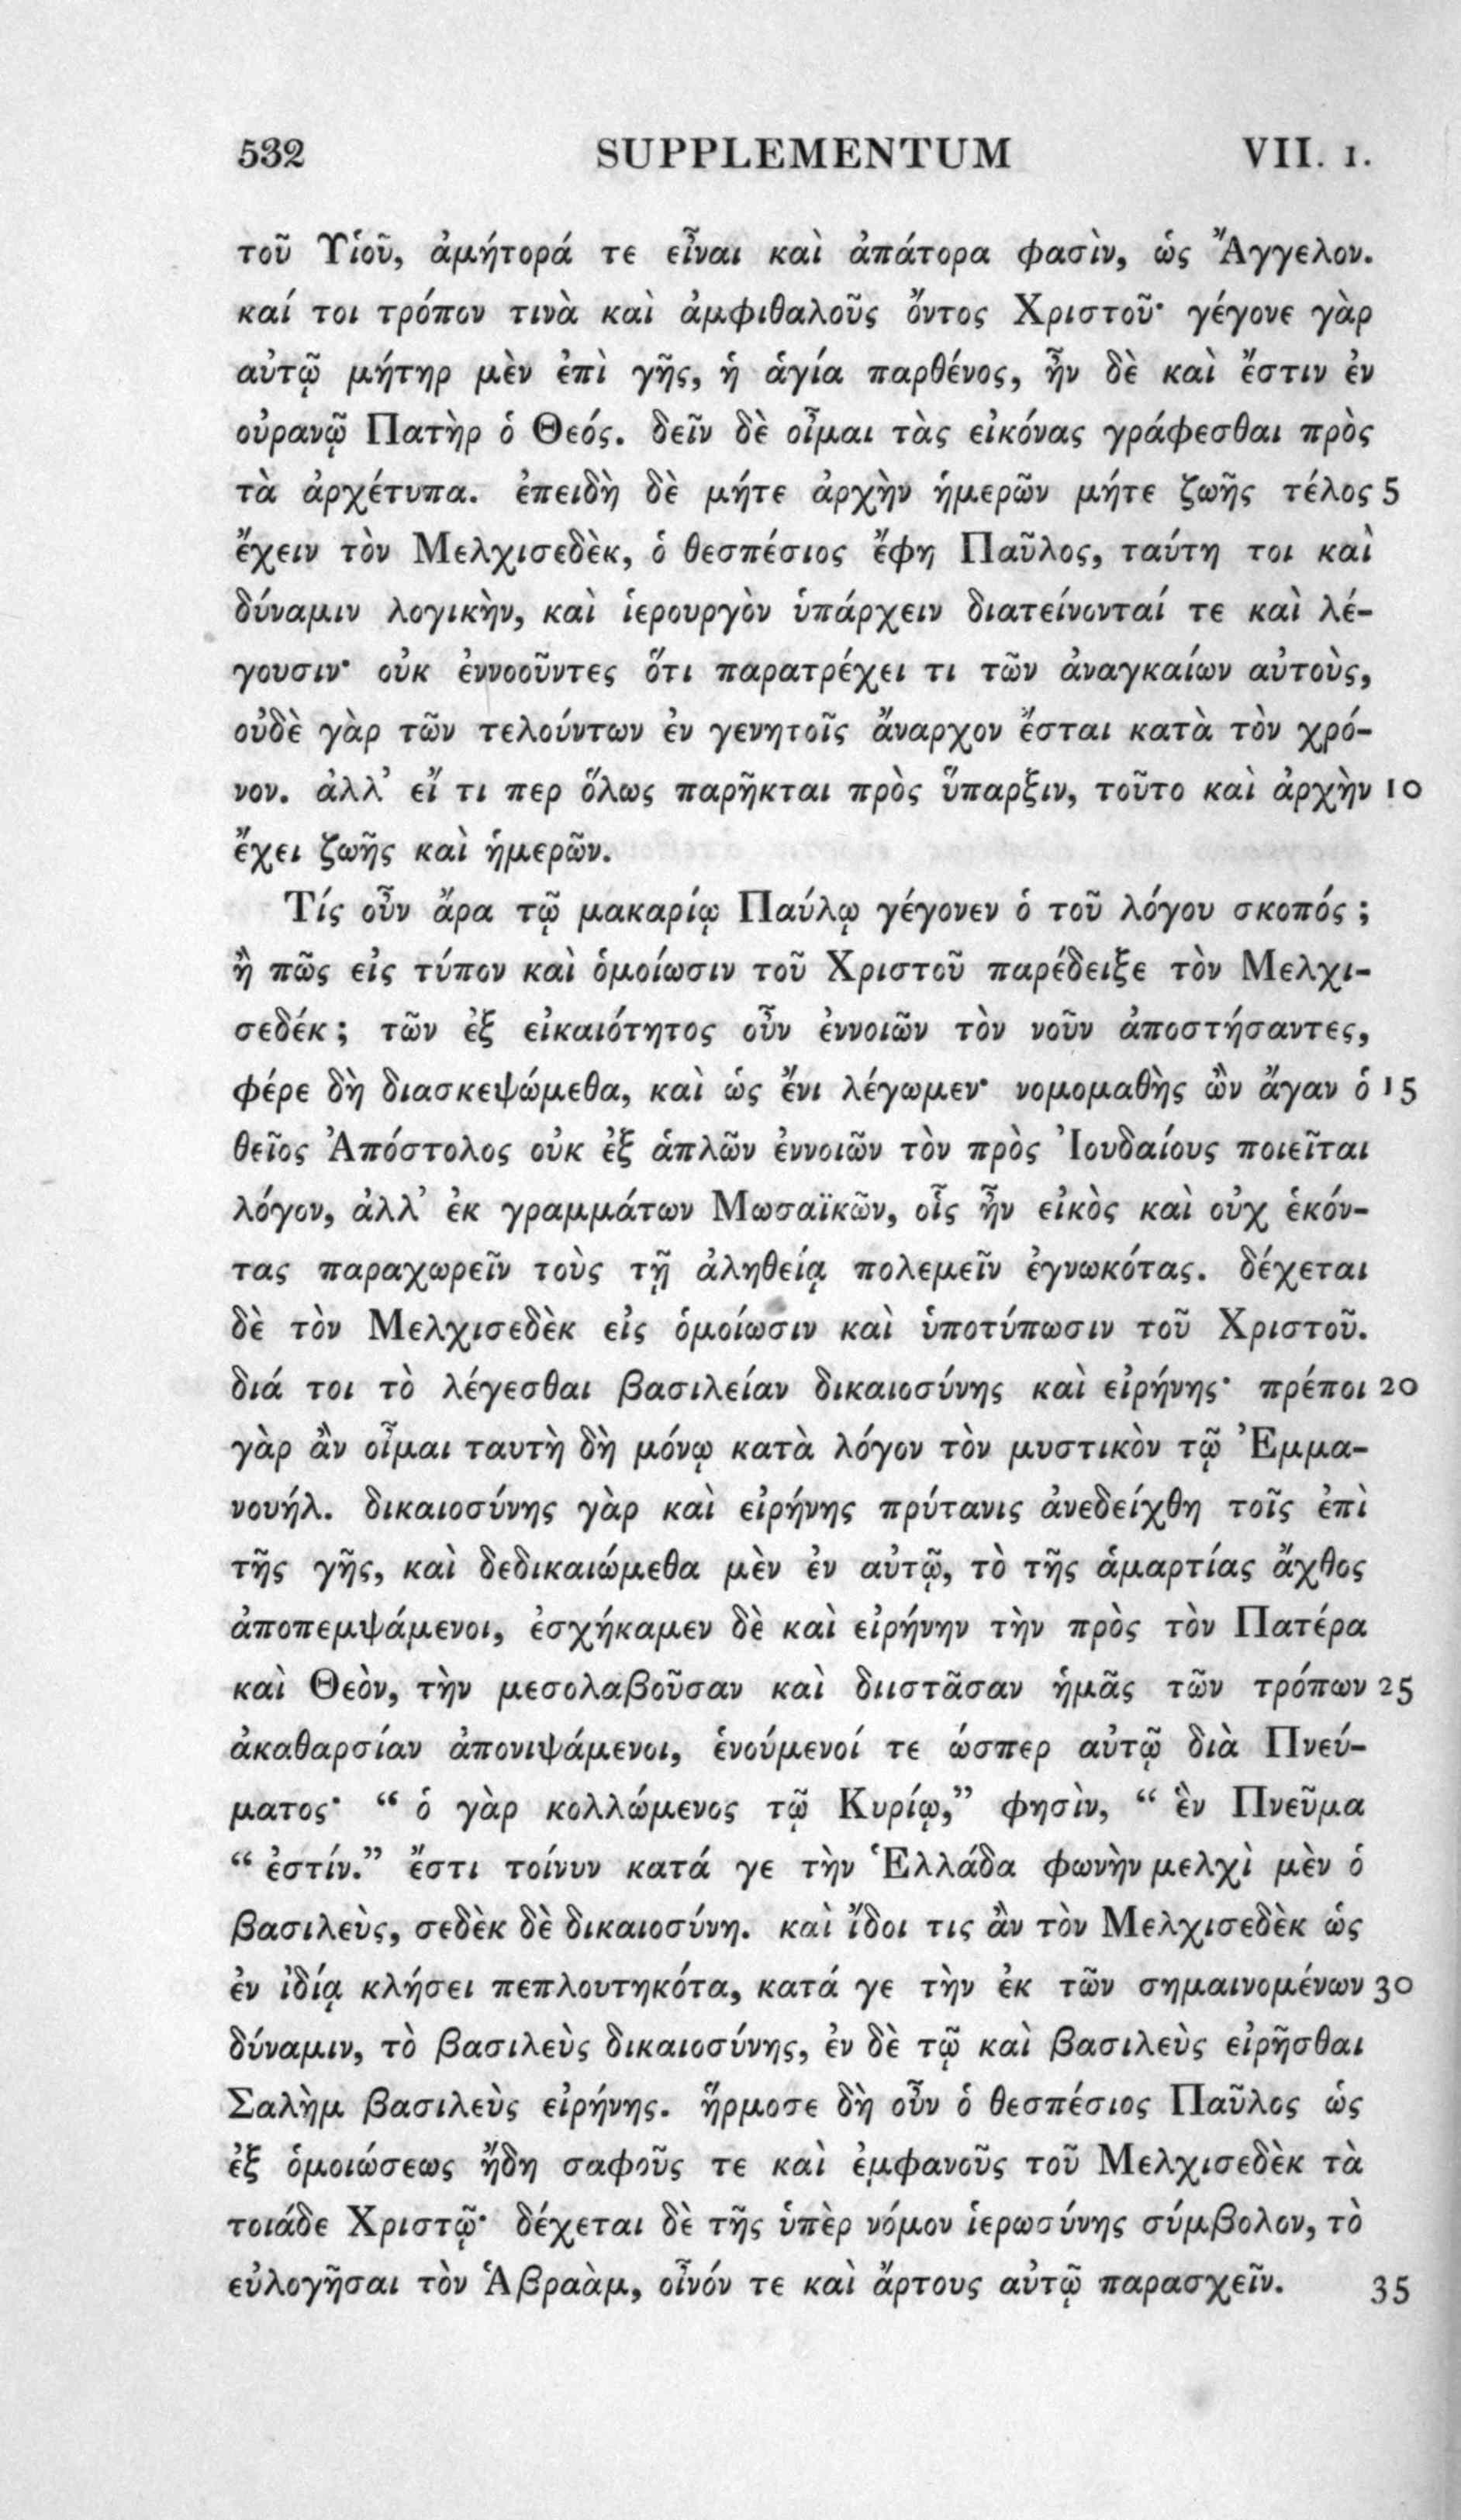 532 SUPPLEMENTUM VII. 1.
τοῦ Υἱοῦ, ἀμήτορά τε εἶναι καὶ ἀπάτορα φασὶν, ὡς Ἄγγελον.
καί τοι τρόπον τινὰ καὶ ἀμφιθαλοῦς ὄντος Χριστοῦ· γέγονε γὰρ
αὐτῷ μήτηρ μὲν ἐπὶ γῆς, ἡ ἁγία παρθένος, ἦν δὲ καὶ ἔστιν ἐν
οὐρανῷ Πατὴρ ὁ Θεός. δεῖν δὲ οἶμαι τὰς εἰκόνας γράφεσθαι πρὸς
τὰ ἀρχέτυπα. ἐπειδὴ δὲ μήτε ἀρχὴν ἡμερῶν μήτε ζωῆς τέλος 5
ἔχειν τὸν Μελχισεδὲκ, ὁ θεσπέσιος ἔφη Παῦλος, ταύτη τοι καὶ
δύναμιν λογικὴν, καὶ ἱερουργὸν ὑπάρχειν διατείνονταί τε καὶ λέ-
γουσιν· οὐκ ἐννοοῦντες ὅτι παρατρέχει τι τῶν ἀναγκαίων αὐτοὺς,
οὐδὲ γὰρ τῶν τελούντων ἐν γενητοῖς ἄναρχον ἔσται κατὰ τὸν χρό-
νον. ἀλλ' εἴ τι περ ὅλως παρῆκται πρὸς ὕπαρξιν, τοῦτο καὶ ἀρχὴν 10
ἔχει ζωῆς καὶ ἡμερῶν.
Τίς οὖν ἄρα τῷ μακαρίῳ Παύλῳ γέγονεν ὁ τοῦ λόγου σκοπός ;
ἢ πῶς εἰς τύπον καὶ ὁμοίωσιν τοῦ Χριστοῦ παρέδειξε τὸν Μελχι-
σεδέκ ; τῶν ἐξ εἰκαιότητος οὖν ἐννοιῶν τὸν νοῦν ἀποστήσαντες,
φέρε δὴ διασκεψώμεθα, καὶ ὡς ἔνι λέγωμεν· νομομαθὴς ὢν ἄγαν ὁ 15
θεῖος Ἀπόστολος οὐκ ἐξ ἁπλῶν ἐννοιῶν τὸν πρὸς Ἰουδαίους ποιεῖται
λόγον, ἀλλ' ἐκ γραμμάτων Μωσαϊκῶν, οἷς ἦν εἰκὸς καὶ οὐχ ἑκόν-
τας παραχωρεῖν τοὺς τῇ ἀληθείᾳ πολεμεῖν ἐγνωκότας. δέχεται
δὲ τὸν Μελχισεδὲκ εἰς ὁμοίωσιν καὶ ὑποτύπωσιν τοῦ Χριστοῦ.
διά τοι τὸ λέγεσθαι βασιλείαν δικαιοσύνης καὶ εἰρήνης· πρέποι 20
γὰρ ἂν οἶμαι ταυτὴ δὴ μόνῳ κατὰ λόγον τὸν μυστικὸν τῷ Ἐμμα-
νουήλ. δικαιοσύνης γὰρ καὶ εἰρήνης πρύτανις ἀνεδείχθη τοῖς ἐπὶ
τῆς γῆς, καὶ δεδικαιώμεθα μὲν ἐν αὐτῷ, τὸ τῆς ἁμαρτίας ἄχθος
ἀποπεμψάμενοι, ἐσχήκαμεν δὲ καὶ εἰρήνην τὴν πρὸς τὸν Πατέρα
καὶ Θεὸν, τὴν μεσολαβοῦσαν καὶ διιστᾶσαν ἡμᾶς τῶν τρόπων 25
ἀκαθαρσίαν ἀπονιψάμενοι, ἑνούμενοί τε ὡσπερ αὐτῷ διὰ Πνεύ-
ματος· “ ὁ γὰρ κολλώμενος τῷ Κυρίῳ,” φησὶν, “ ἓν Πνεῦμα
“ ἐστίν.” ἔστι τοίνυν κατά γε τὴν Ἑλλάδα φωνὴν μελχὶ μὲν ὁ
βασιλεὺς, σεδὲκ δὲ δικαιοσύνη. καὶ ἴδοι τις ἂν τὸν Μελχισεδὲκ ὡς
ἐν ἰδίᾳ κλήσει πεπλουτηκότα, κατά γε τὴν ἐκ τῶν σημαινομένων 30
δύναμιν, τὸ βασιλεὺς δικαιοσύνης, ἐν δὲ τῷ καὶ βασιλεὺς εἰρῆσθαι
Σαλὴμ βασιλεὺς εἰρήνης. ἥρμοσε δὴ οὖν ὁ θεσπέσιος Παῦλος ὡς
ἐξ ὁμοιώσεως ἤδη σαφοῦς τε καὶ ἐμφανοῦς τοῦ Μελχισεδὲκ τὰ
τοιάδε Χριστῷ· δέχεται δὲ τῆς ὑπὲρ νόμον ἱερωσύνης σύμβολον, τὸ
εὐλογῆσαι τὸν Ἁβραὰμ, οἶνόν τε καὶ ἄρτους αὐτῷ παρασχεῖν. 35